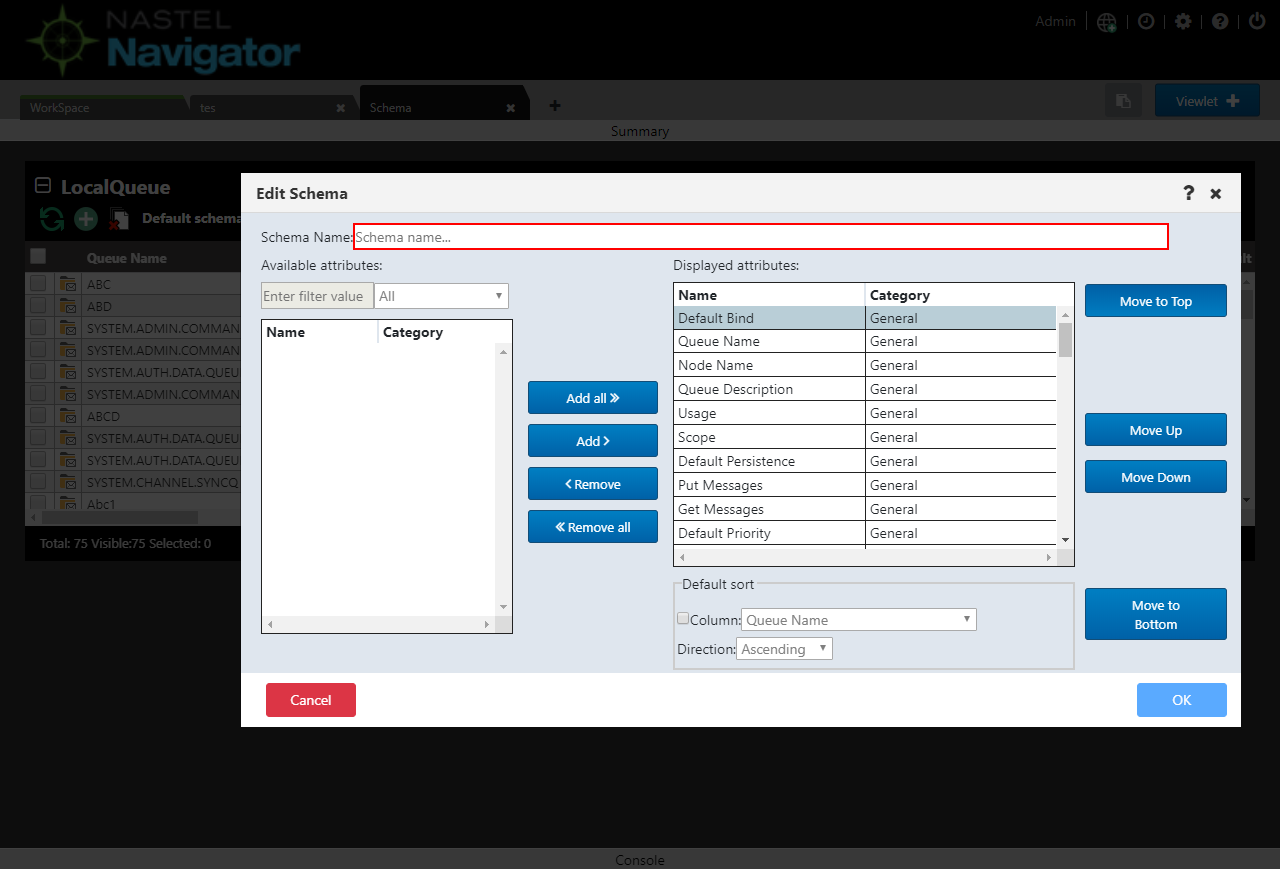 NASTEL
Navigator
Admin
WorkSpace
tes
Schema
Viewlet
Summary
LocalQueue
Default schema
Queue Name
ABC
ABD
SYSTEM.ADMIN.COMMAN
SYSTEM.ADMIN.COMMAN
SYSTEM.AUTH.DATA.QUEU
SYSTEM.ADMIN.COMMAN
ABCD
SYSTEM.AUTH.DATA.QUEU
SYSTEM.AUTH.DATA.QUEU
SYSTEM.CHANNEL.SYNCQ
Abc1
Total: 75 Visible:75 Selected: 0
Edit Schema
?
Schema Name: Schema name...
Available attributes:
Enter filter value All
Name Category
Add all
Add
Remove
Remove all
Displayed attributes:
Name Category
Default Bind General
Queue Name General
Node Name General
Queue Description General
Usage General
Scope General
Default Persistence General
Put Messages General
Get Messages General
Default Priority General
Default sort
Column: Queue Name
Direction: Ascending
Move to Top
Move Up
Move Down
Move to
Bottom
Cancel
OK
Console